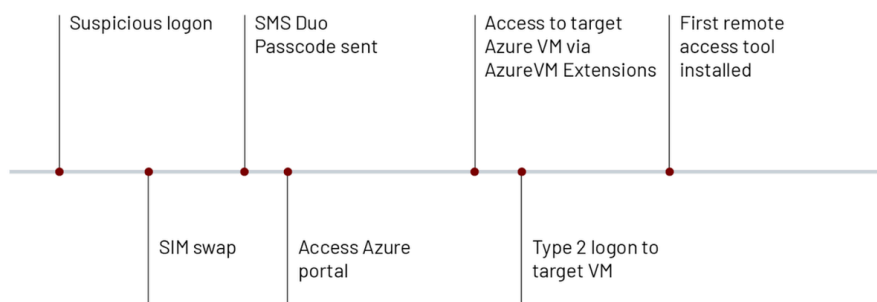 Suspicious logon
SIM swap
SMS Duo
Passcode sent
Access Azure
portal
Access to target
Azure VM via
AzureVM Extensions
Type 2 logon to
target VM
First remote
access tool
installed